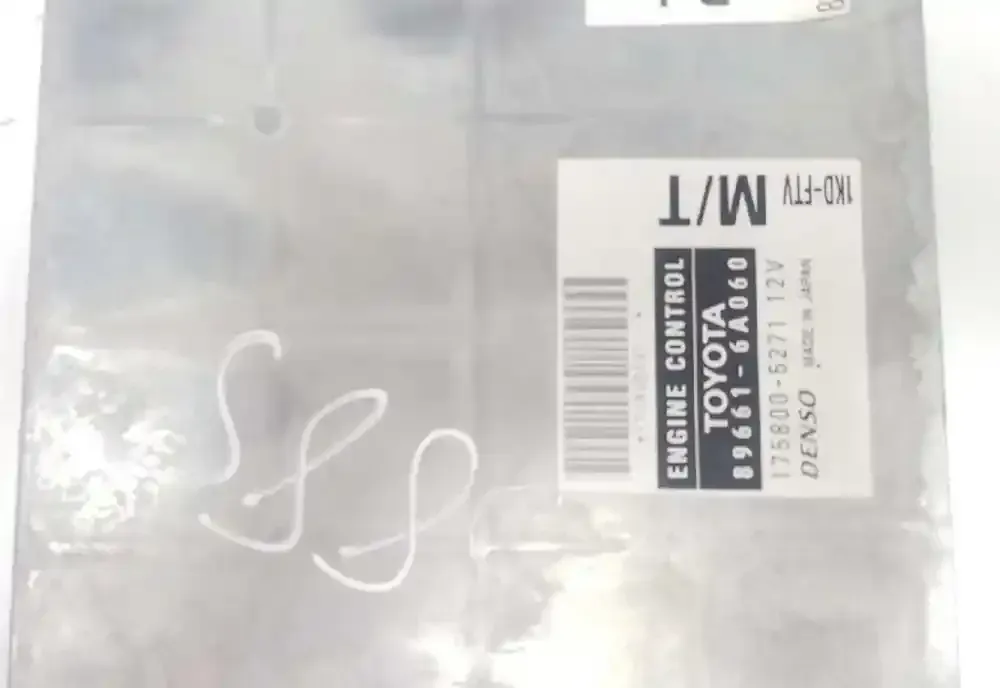 1KD-FTV
M/T
ENGINE CONTROL
TOYOTA
89661-6A060
175800-6271 12V
DENSO MADE IN JAPAN